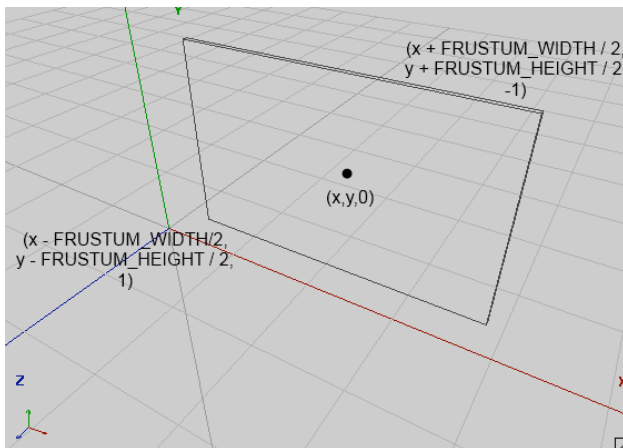 Y
(x + FRUSTUM_WIDTH / 2,
y + FRUSTUM_HEIGHT / 2
-1)
(x,y,0)
(x - FRUSTUM_WIDTH/2,
y - FRUSTUM_HEIGHT / 2,
1)
Z
x